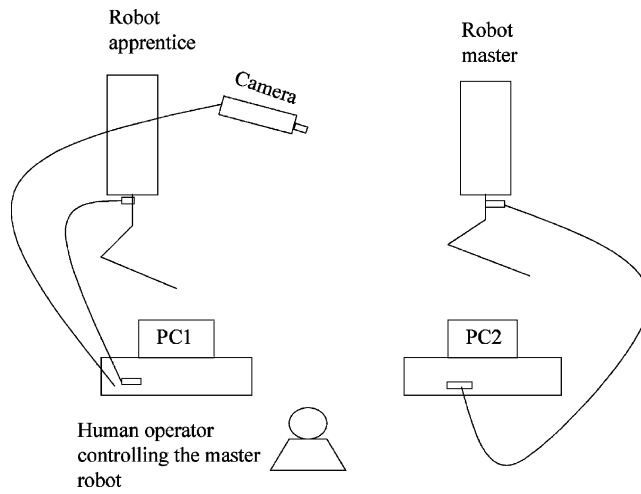 Robot
apprentice
Robot
master
Camera
PC1
PC2
Human operator
controlling the master
robot